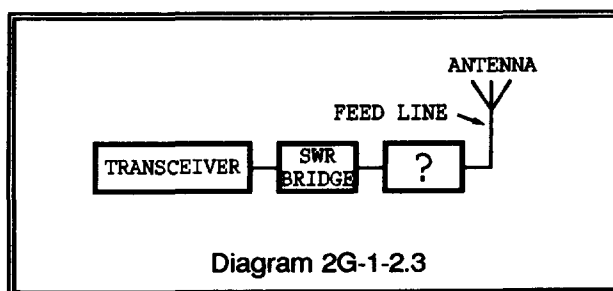 ANTENNA
FEED LINE
TRANSCEIVER
SWR
BRIDGE
?
Diagram 2G-1-2.3